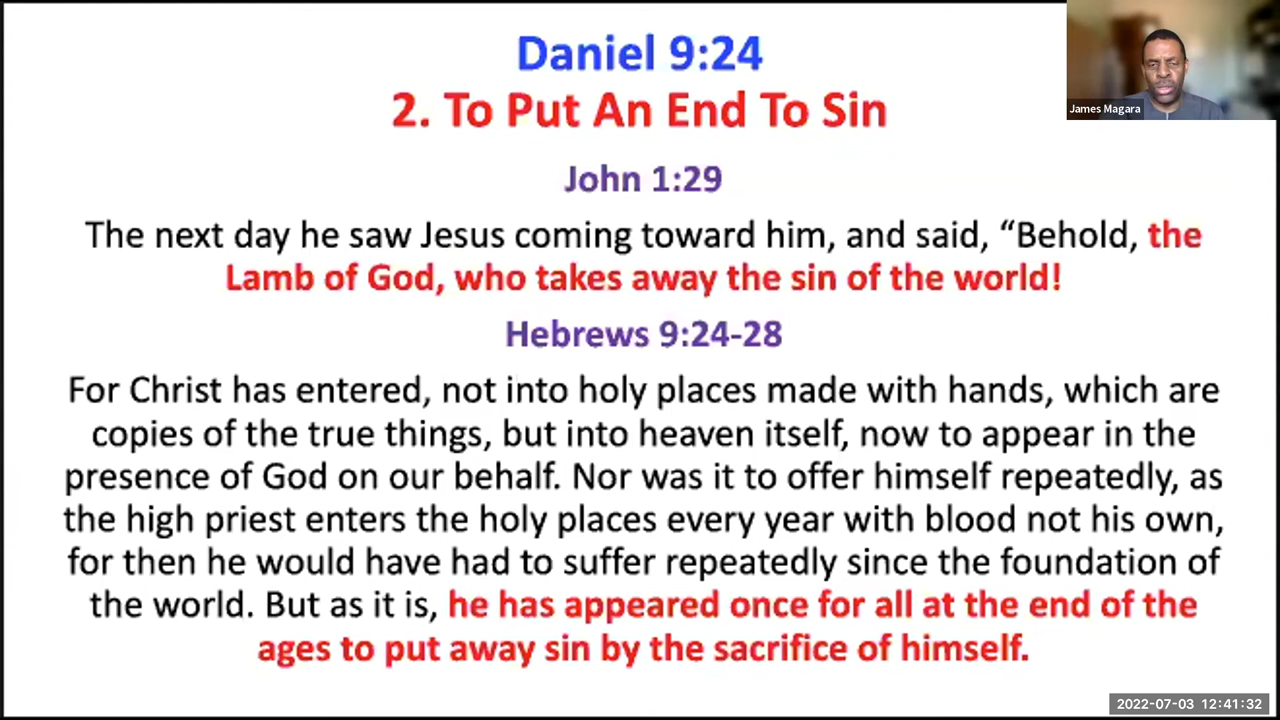 Daniel 9:24
2. To Put An End To Sin
James Magara
John 1:29
The next day he saw Jesus coming toward him, and said, “Behold, the
Lamb of God, who takes away the sin of the world!
Hebrews 9:24-28
For Christ has entered, not into holy places made with hands, which are
copies of the true things, but into heaven itself, now to appear in the
presence of God on our behalf. Nor was it to offer himself repeatedly, as
the high priest enters the holy places every year with blood not his own,
for then he would have had to suffer repeatedly since the foundation of
the world. But as it is, he has appeared once for all at the end of the
ages to put away sin by the sacrifice of himself.
2022-07-03 12:41:32